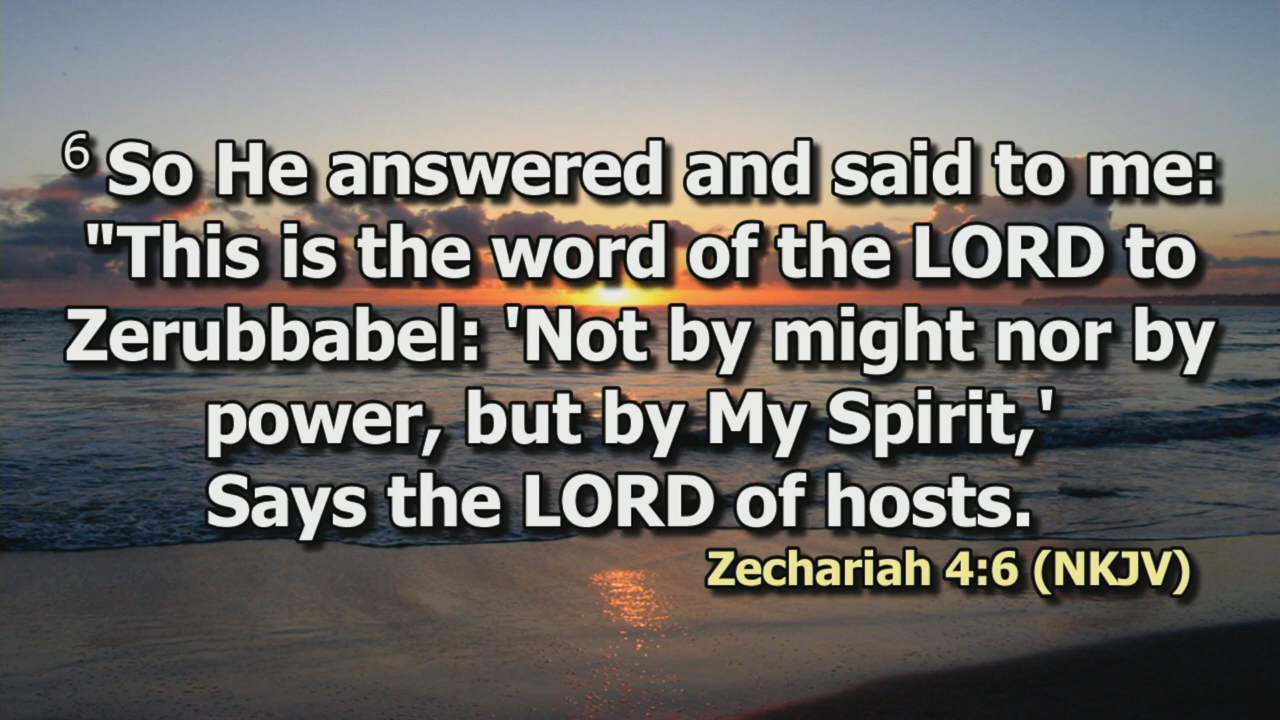 6 So He answered and said to me:
"This is the word of the LORD to
Zerubbabel: 'Not by might nor by
power, but by My Spirit,'
Says the LORD of hosts.
Zechariah 4:6 (NKJV)